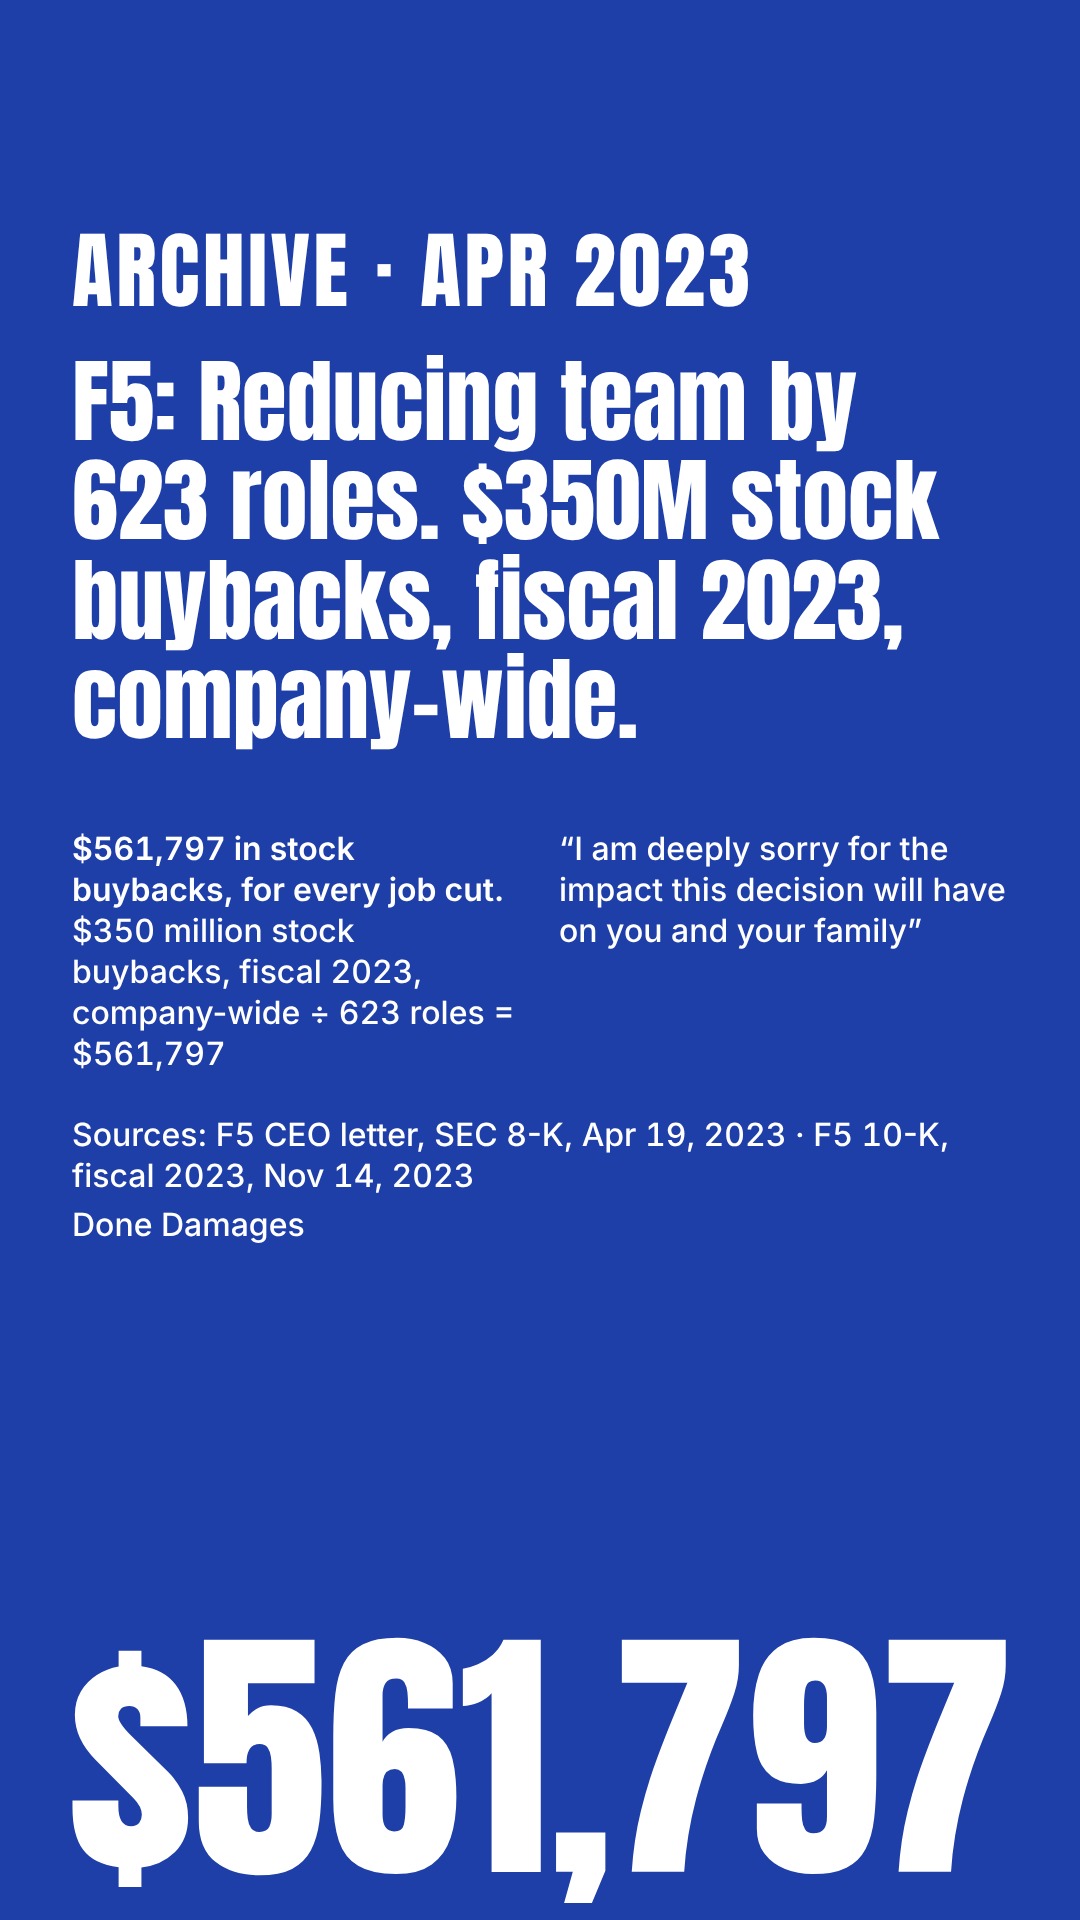 ARCHIVE · APR 2023
F5: Reducing team by
623 roles. $350M stock
buybacks, fiscal 2023,
company-wide.
$561,797 in stock
buybacks, for every job cut.
$350 million stock
buybacks, fiscal 2023,
company-wide ÷ 623 roles =
$561,797
“I am deeply sorry for the
impact this decision will have
on you and your family”
Sources: F5 CEO letter, SEC 8-K, Apr 19, 2023 · F5 10-K,
fiscal 2023, Nov 14, 2023
Done Damages
$561,797